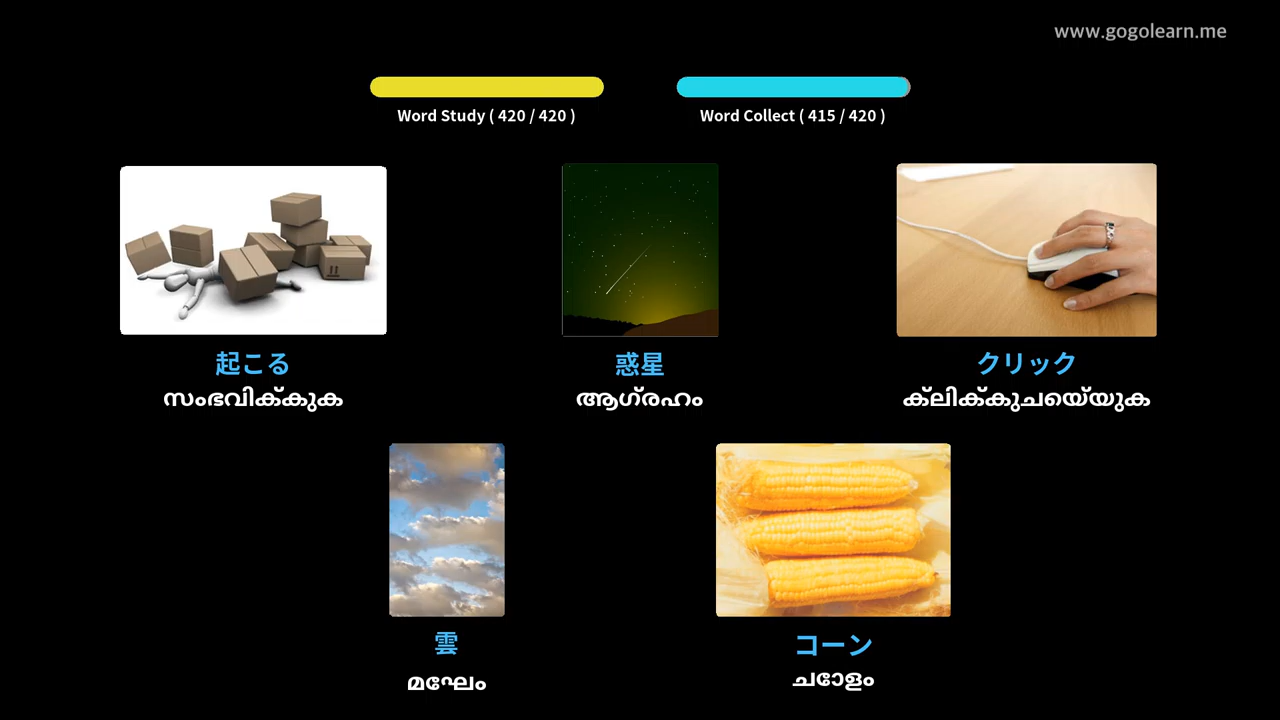 www.gogolearn.me
Word Study ( 420 / 420 )
Word Collect ( 415 / 420 )
起こる
സംഭവിക്കുക
惑星
ആഗ്രഹം
クリック
ക്ലിക്കുചെയ്യുക
雲
മേഘം
コーン
ചോളം